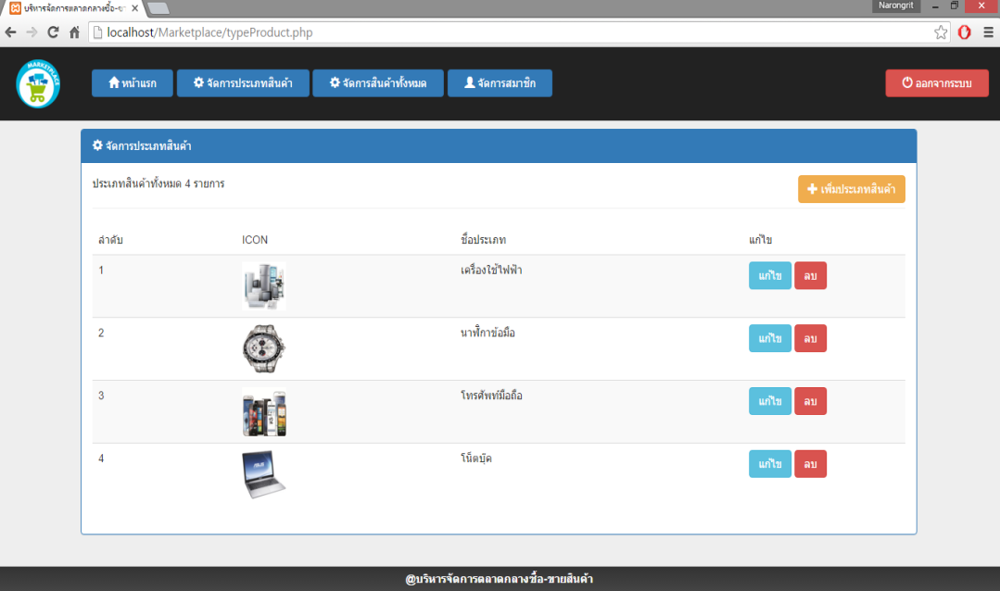 บริหารจัดการตลาดกลางซื้อ-ขา
Narongrit
localhost/Marketplace/typeProduct.php
MARKETPLACE
หน้าแรก
จัดการประเภทสินค้า
จัดการสินค้าทั้งหมด
จัดการสมาชิก
ออกจากระบบ
จัดการประเภทสินค้า
ประเภทสินค้าทั้งหมด 4 รายการ
เพิ่มประเภทสินค้า
ลำดับ ICON ชื่อประเภท แก้ไข
1 เครื่องใช้ไฟฟ้า แก้ไข ลบ
2 นาฬิกาข้อมือ แก้ไข ลบ
3 โทรศัพท์มือถือ แก้ไข ลบ
4 โน็ตบุ๊ค แก้ไข ลบ
@บริหารจัดการตลาดกลางซื้อ-ขายสินค้า